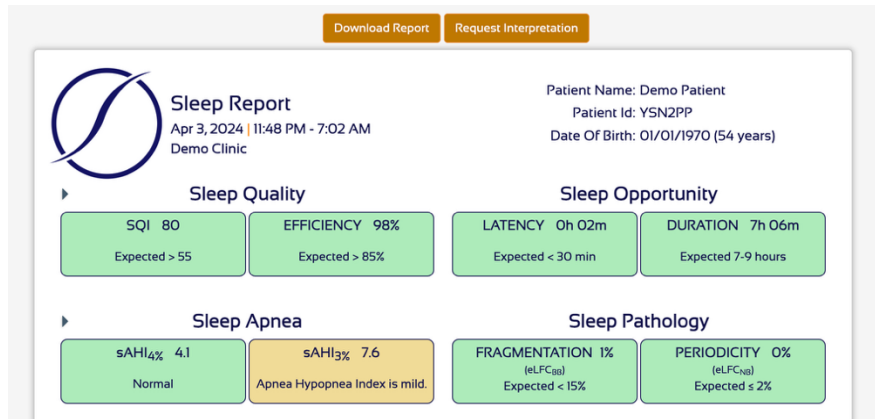 Download Report
Request Interpretation
Sleep Report
Apr 3, 2024 | 11:48 PM - 7:02 AM
Demo Clinic
Patient Name: Demo Patient
Patient Id: YSN2PP
Date Of Birth: 01/01/1970 (54 years)
Sleep Quality
SQI 80
Expected > 55
EFFICIENCY 98%
Expected > 85%
Sleep Opportunity
LATENCY 0h 02m
Expected < 30 min
DURATION 7h 06m
Expected 7-9 hours
Sleep Apnea
sAHI4% 4.1
Normal
sAHI3% 7.6
Apnea Hypopnea Index is mild.
Sleep Pathology
FRAGMENTATION 1%
(eLFCBB)
Expected < 15%
PERIODICITY 0%
(eLFCNB)
Expected ≤ 2%